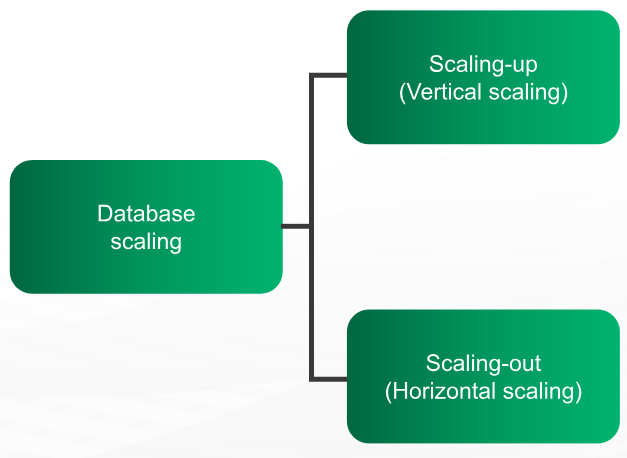 Database
scaling
Scaling-up
(Vertical scaling)
Scaling-out
(Horizontal scaling)